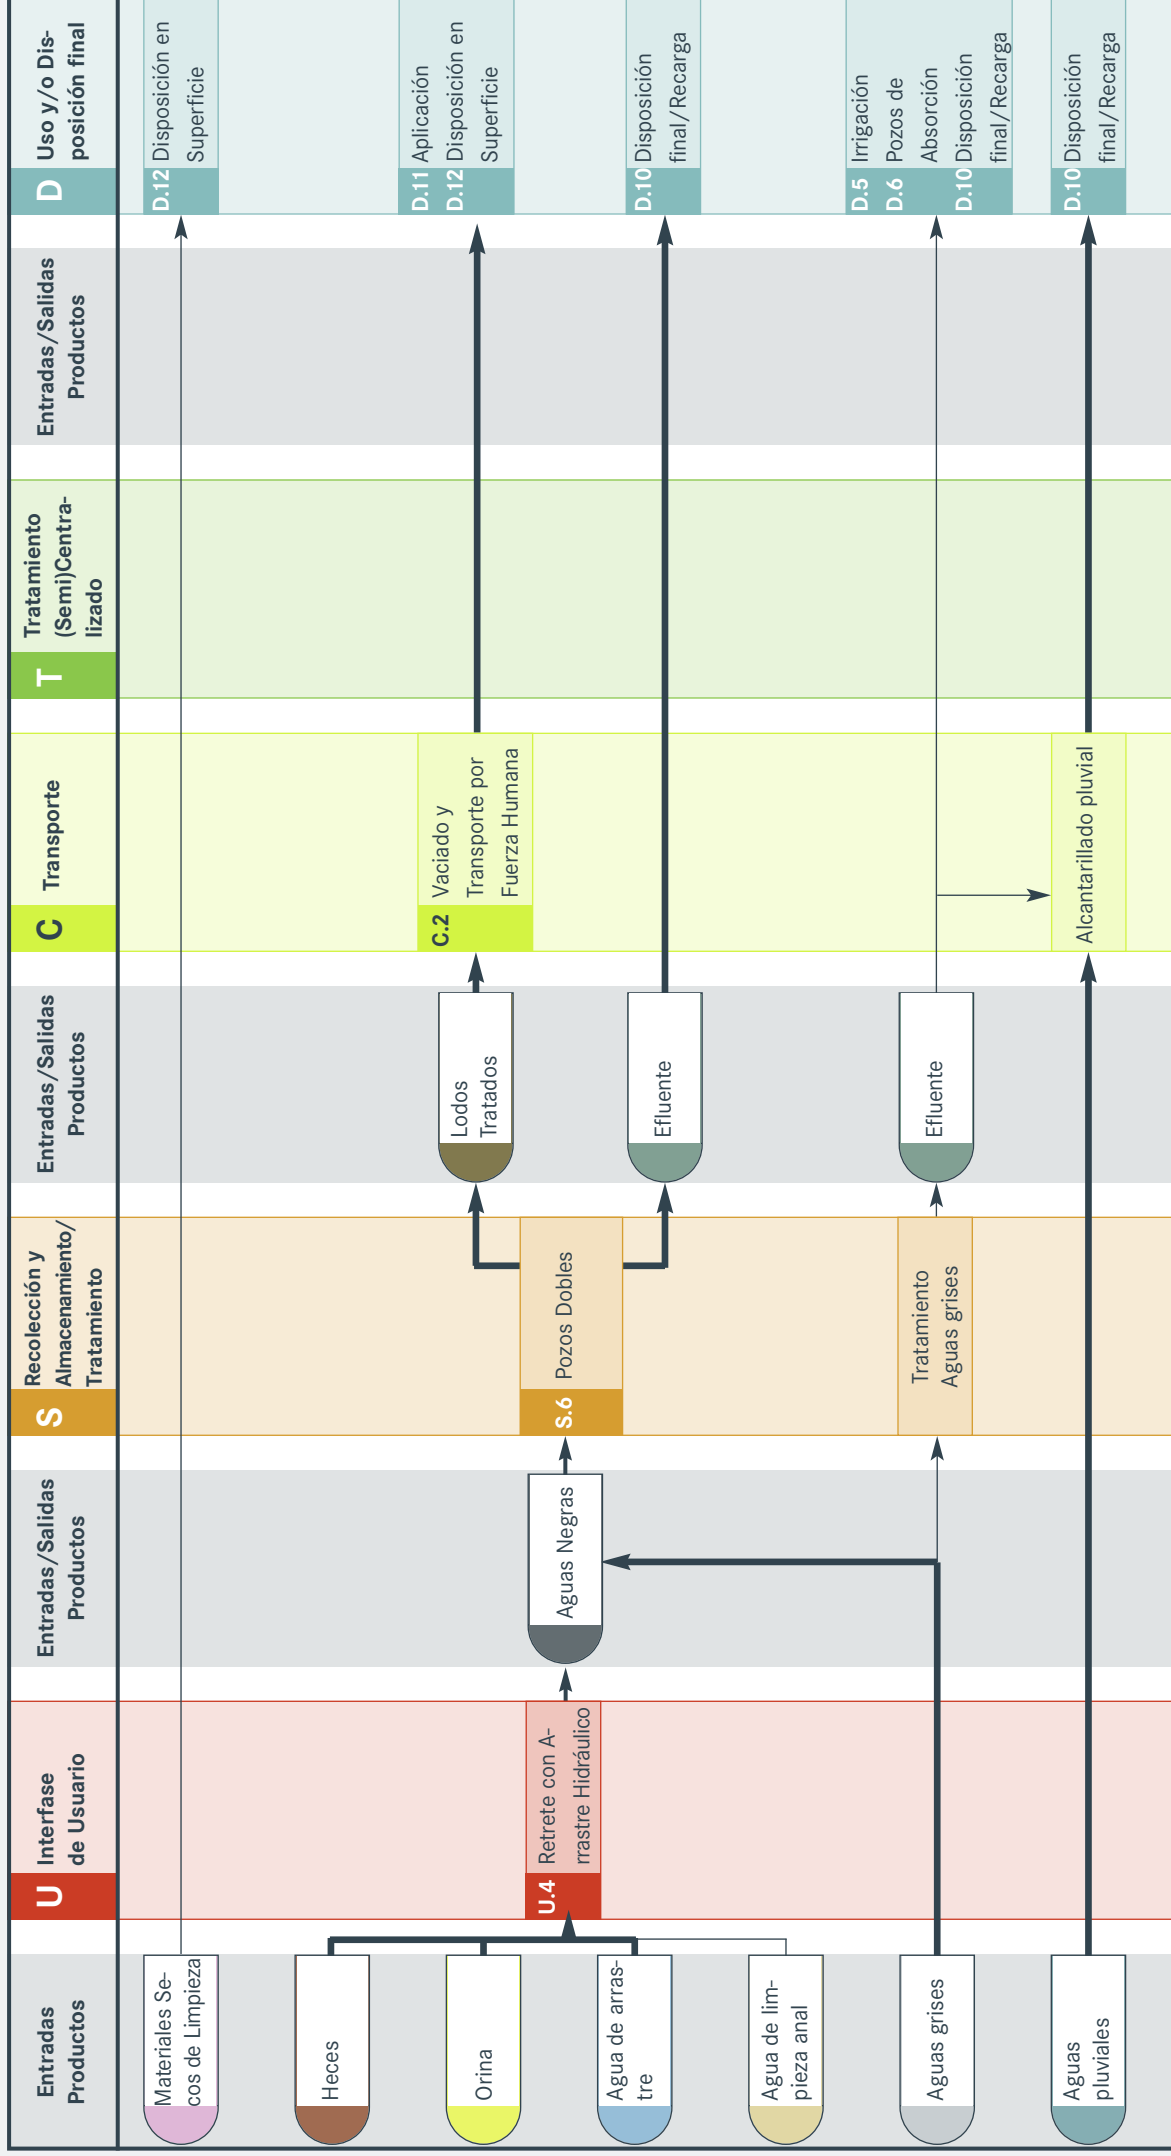 Entradas
Productos
U
Interfase
de Usuario
Entradas/Salidas
Productos
S
Recolección y
Almacenamiento/
Tratamiento
Entradas/Salidas
Productos
C
Transporte
T
Tratamiento
(Semi)Centra-
lizado
Entradas/Salidas
Productos
D
Uso y/o Dis-
posición final
Materiales Se-
cos de Limpieza
D.12 Disposición en
Superficie
Heces
Orina
Agua de arras-
tre
Agua de lim-
pieza anal
U.4 Retrete con A-
rrastre Hidráulico
Aguas Negras
S.6 Pozos Dobles
Lodos
Tratados
C.2 Vaciado y
Transporte por
Fuerza Humana
D.11 Aplicación
D.12 Disposición en
Superficie
Efluente
D.10 Disposición
final/Recarga
Aguas grises
Tratamiento
Aguas grises
Efluente
D.5 Irrigación
D.6 Pozos de
Absorción
D.10 Disposición
final/Recarga
Aguas
pluviales
Alcantarillado pluvial
D.10 Disposición
final/Recarga